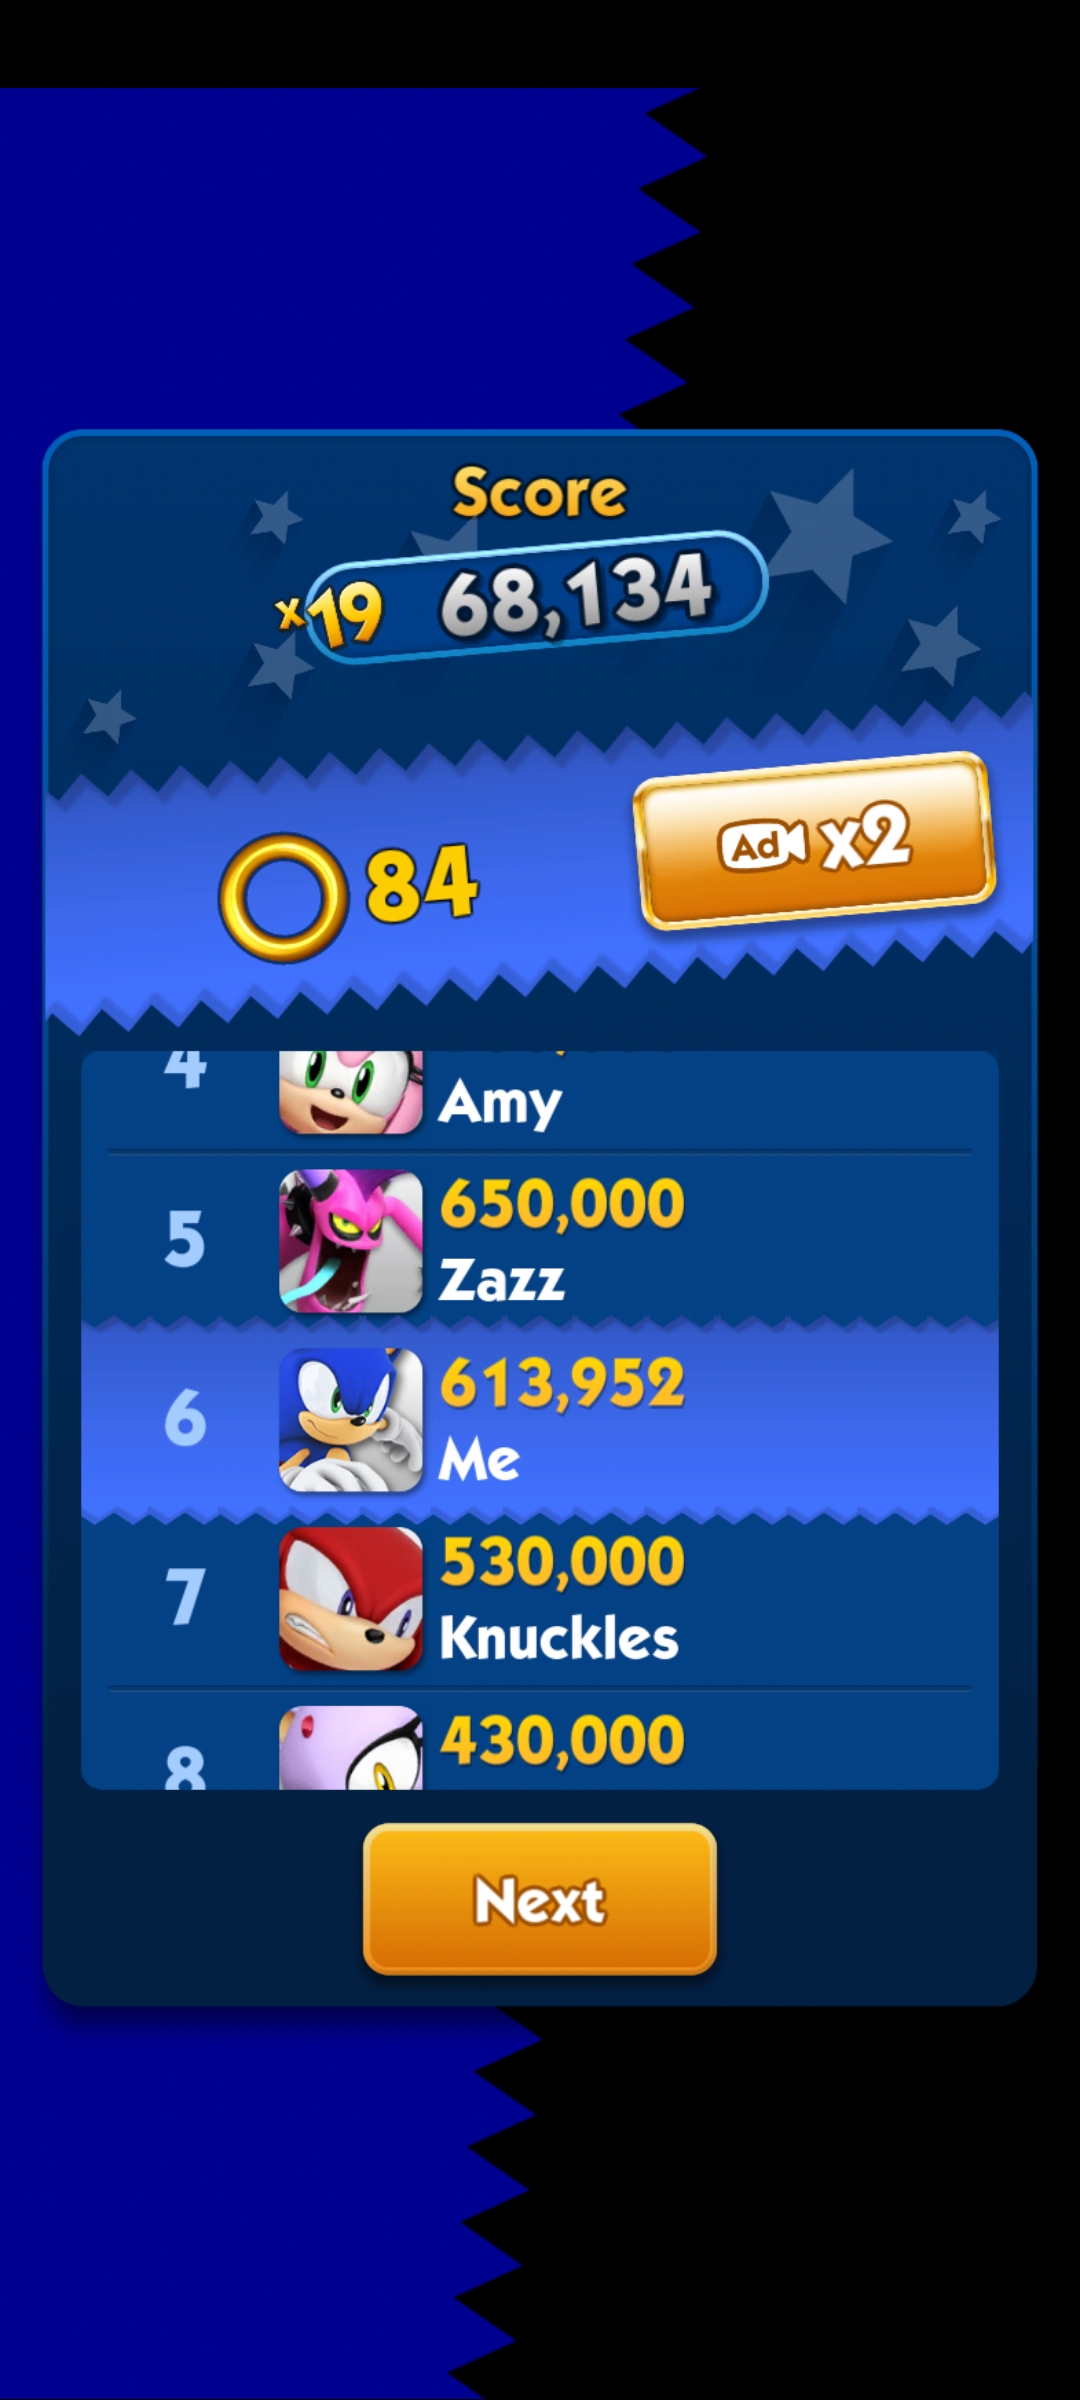 Score
x19 68,134
84
Ad x2
4
Amy
5
650,000
Zazz
6
613,952
Me
7
530,000
Knuckles
8
430,000
Next